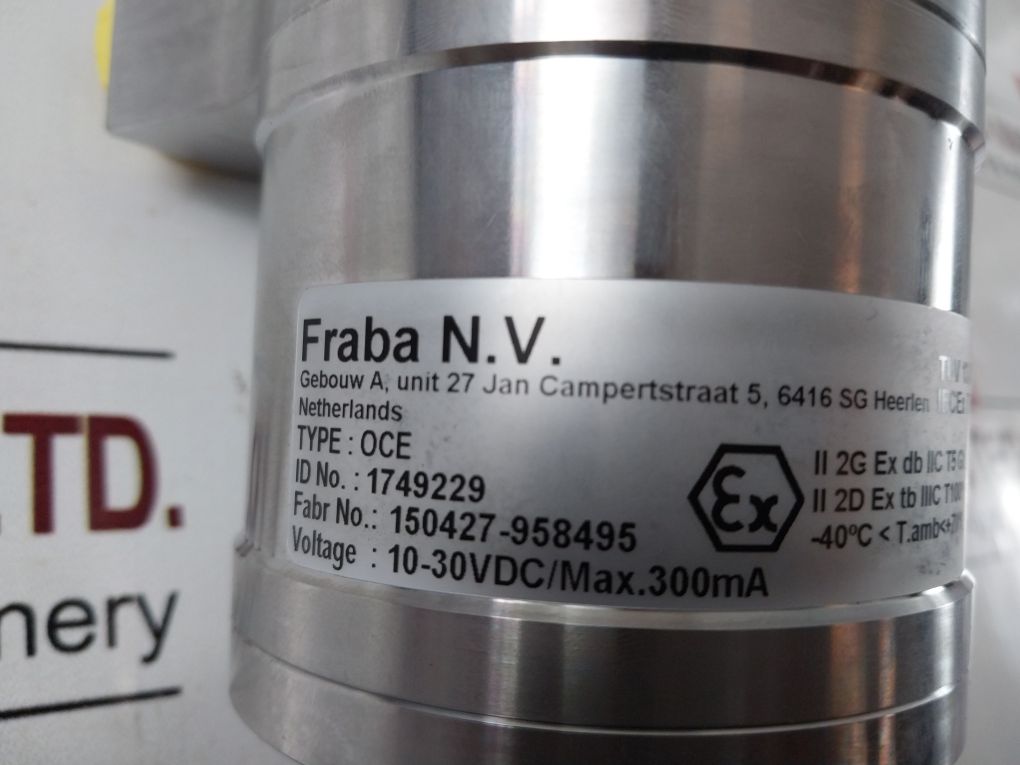 Fraba N.V.
Gebouw A, unit 27 Jan Campertstraat 5, 6416 SG Heerlen
Netherlands
TYPE : OCE
ID No. : 1749229
Fabr No.: 150427-958495
Voltage : 10-30VDC/Max.300mA
Ex
II 2G Ex db IIC T5
II 2D Ex tb IIIC
-40ºC < T.amb<+
TD.
nery